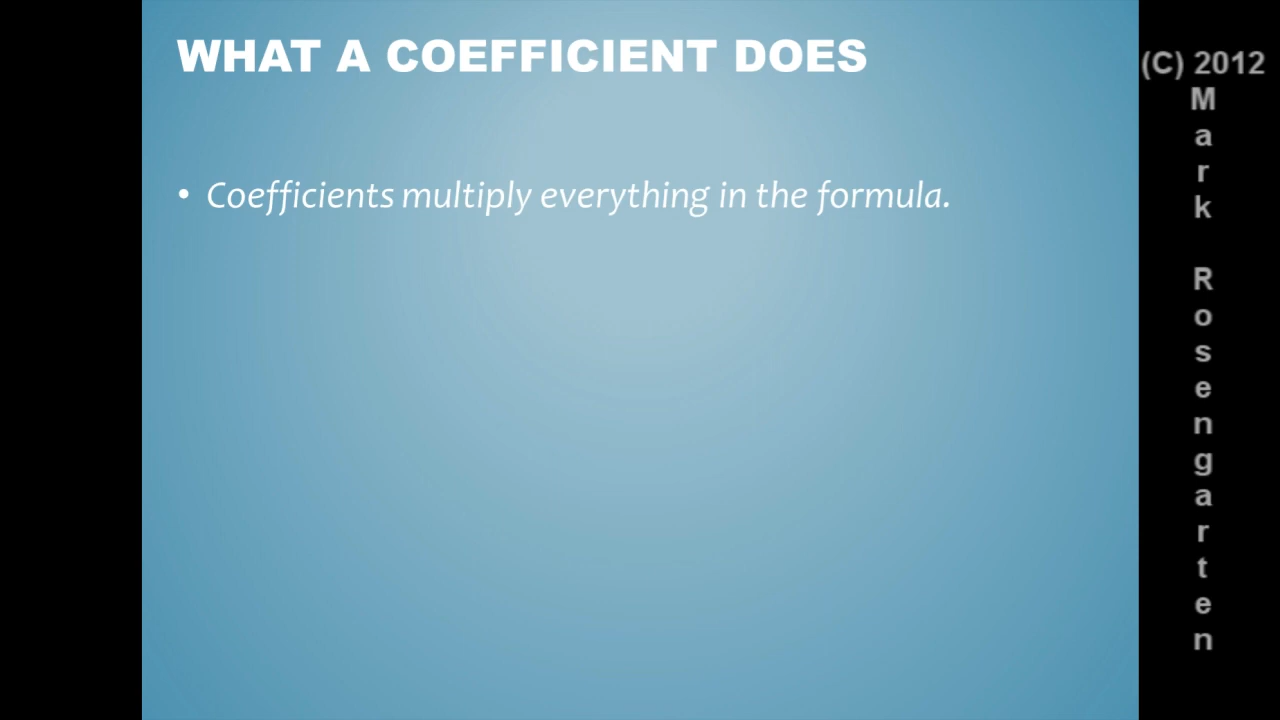 WHAT A COEFFICIENT DOES
• Coefficients multiply everything in the formula.
(C) 2012
M
a
r
k
R
o
s
e
n
g
a
r
t
e
n